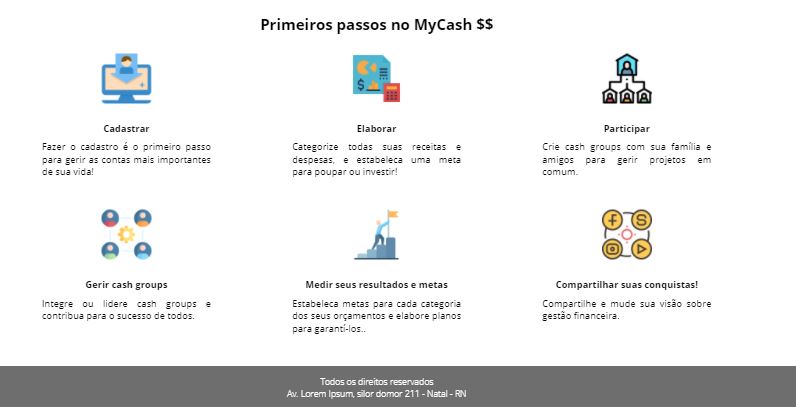 Primeiros passos no MyCash $$
Cadastrar
Fazer o cadastro é o primeiro passo
para gerir as contas mais importantes
de sua vida!
Elaborar
Categorize todas suas receitas e
despesas, e estabeleca uma meta
para poupar ou investir!
Participar
Crie cash groups com sua família e
amigos para gerir projetos em
comum.
Gerir cash groups
Integre ou lidere cash groups e
contribua para o sucesso de todos.
Medir seus resultados e metas
Estabeleca metas para cada categoria
dos seus orçamentos e elabore planos
para garantí-los..
Compartilhar suas conquistas!
Compartilhe e mude sua visão sobre
gestão financeira.
Todos os direitos reservados
Av. Lorem Ipsum, silor domor 211 - Natal - RN